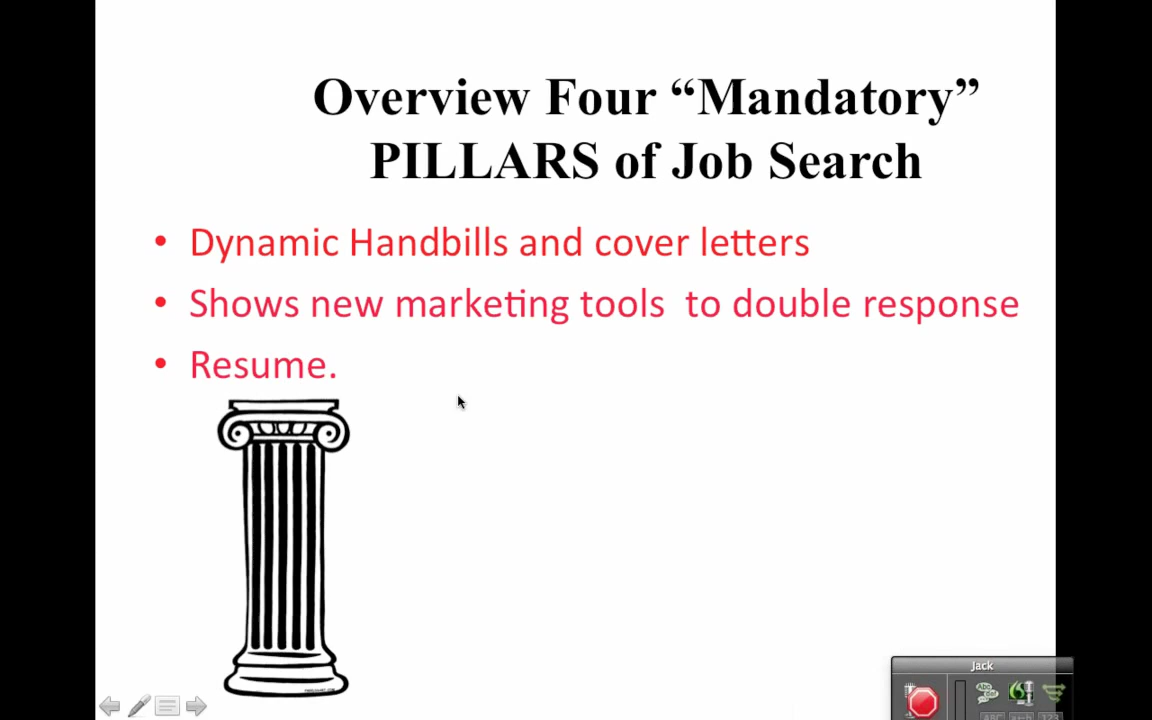 Overview Four “Mandatory”
PILLARS of Job Search
• Dynamic Handbills and cover letters
• Shows new marketing tools to double response
• Resume.
Jack